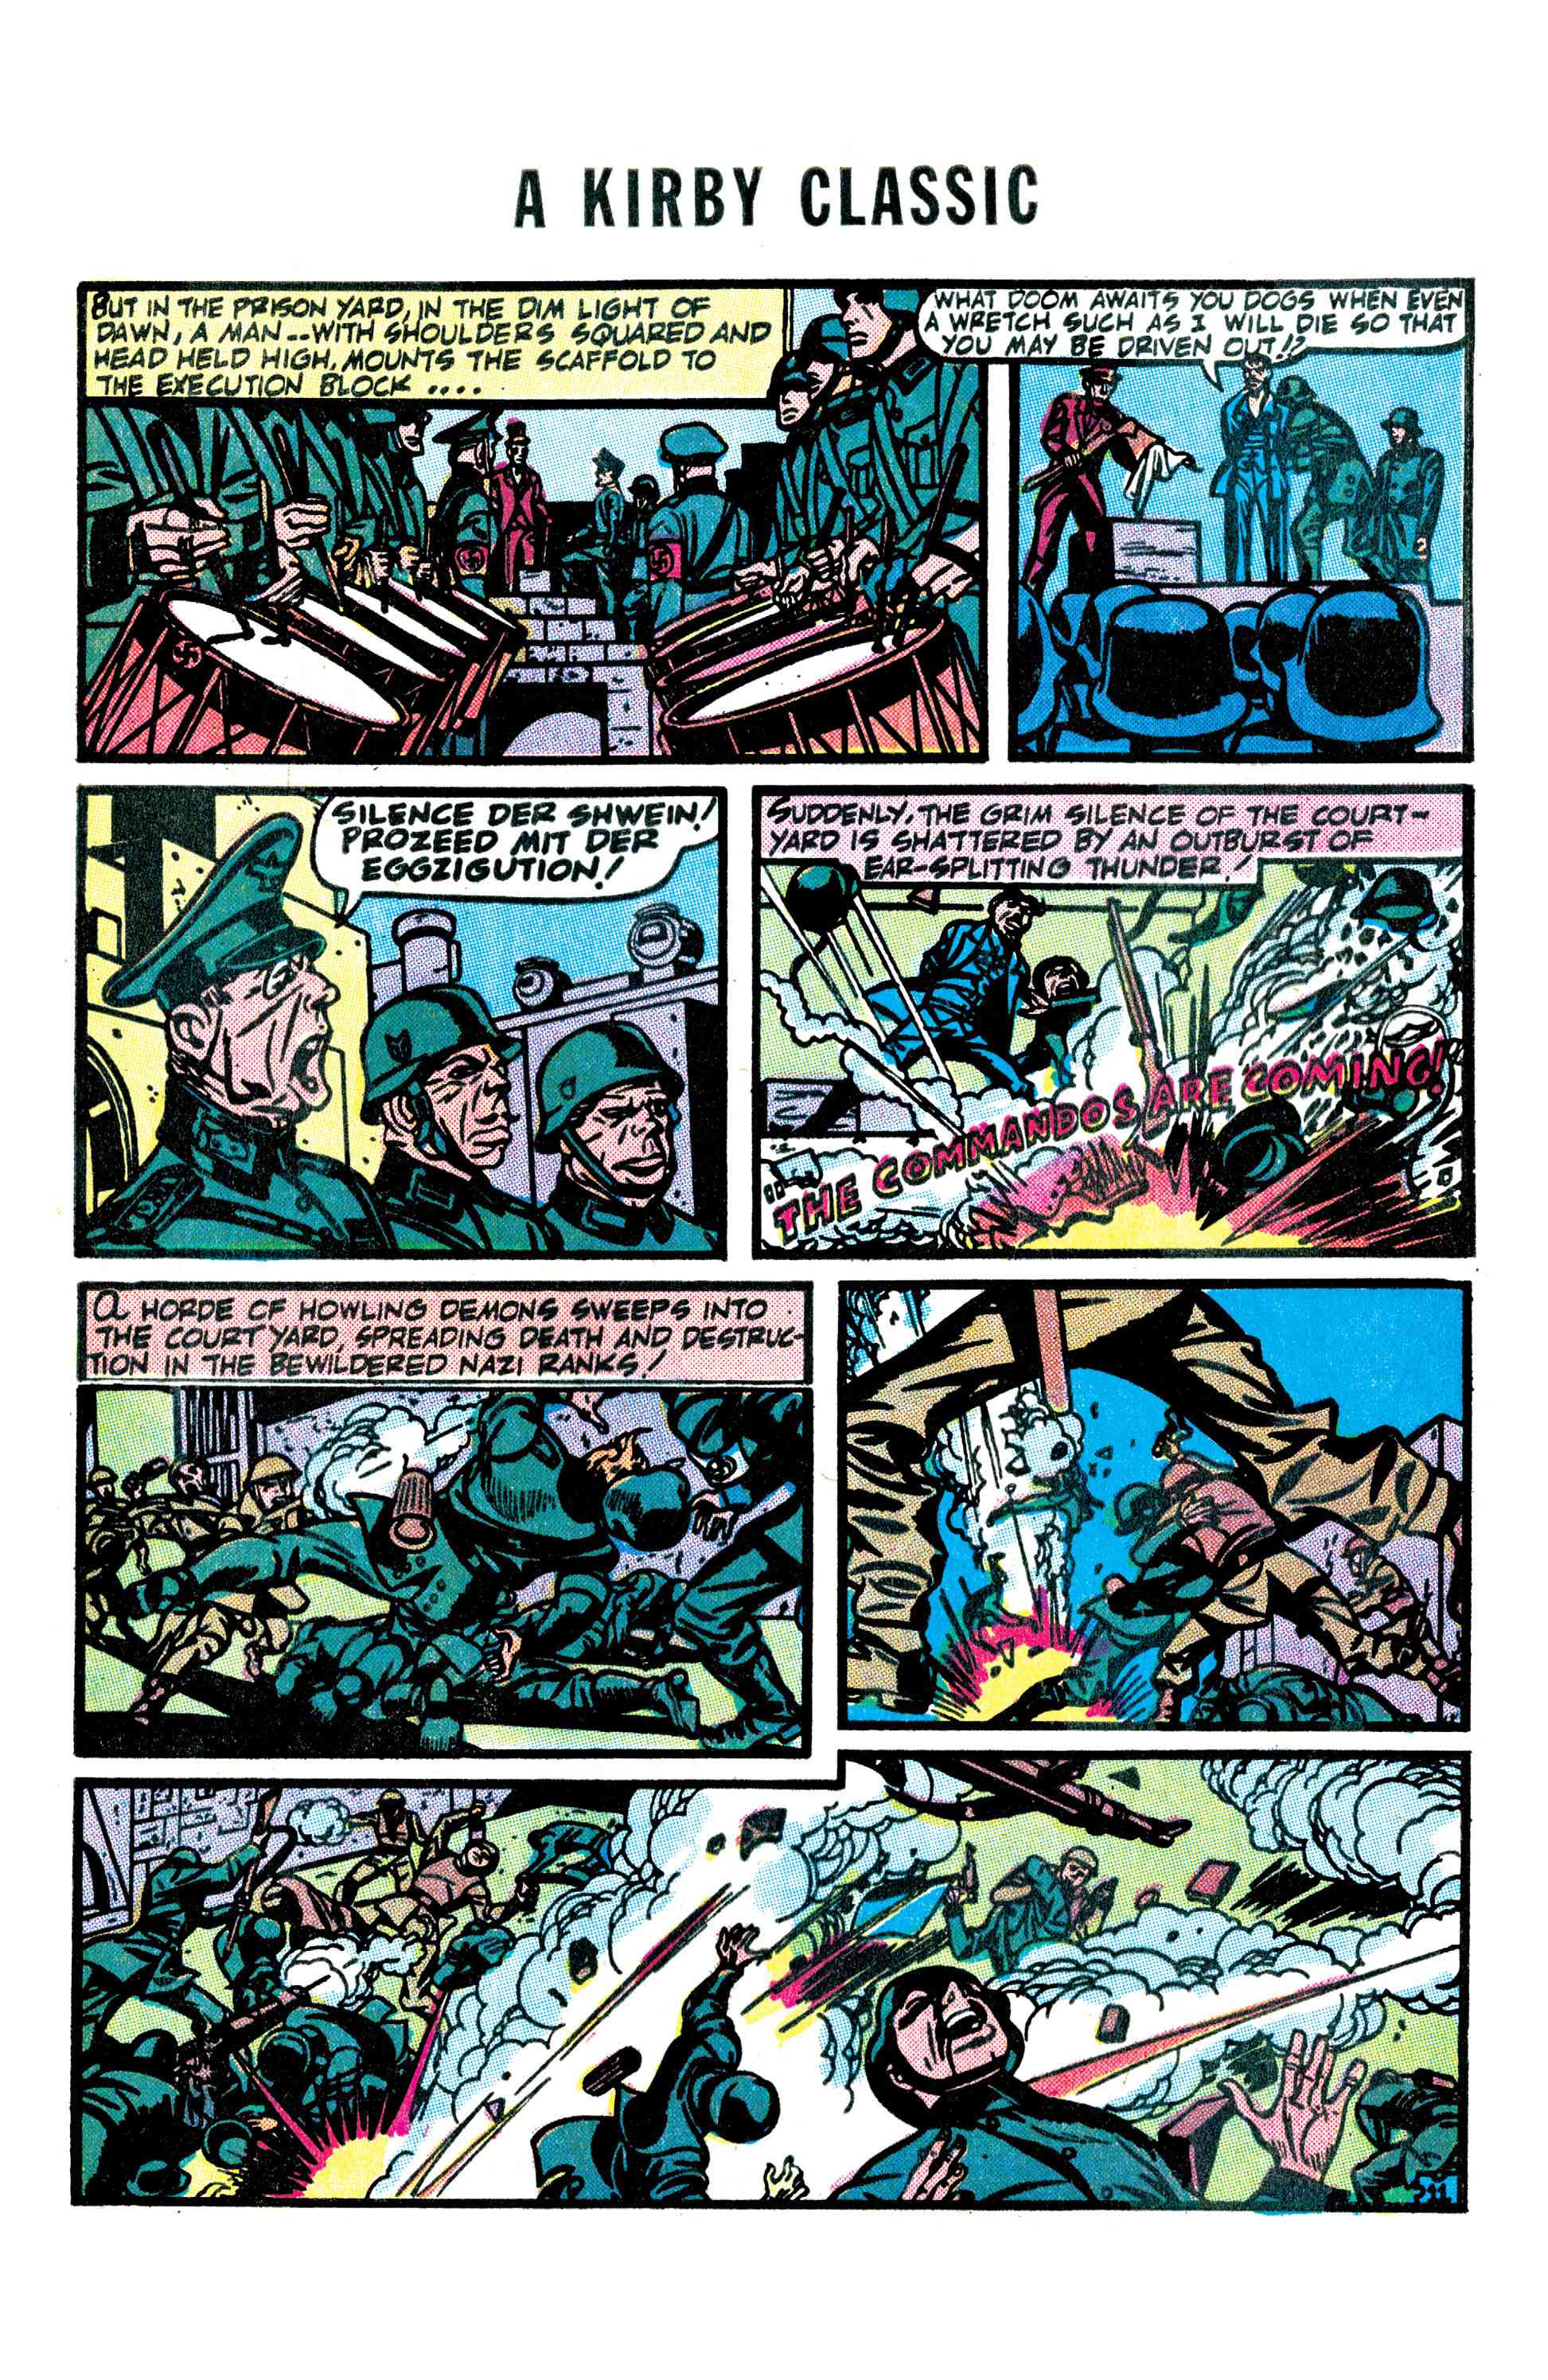 A KIRBY CLASSIC
BUT IN THE PRISON YARD, IN THE DIM LIGHT OF
DAWN, A MAN--WITH SHOULDERS SQUARED AND
HEAD HELD HIGH, MOUNTS THE SCAFFOLD TO
THE EXECUTION BLOCK ....
WHAT DOOM AWAITS YOU DOGS WHEN EVEN
A WRETCH SUCH AS I WILL DIE SO THAT
YOU MAY BE DRIVEN OUT!?
SILENCE DER SHWEIN!
PROZEED MIT DER
EGGZIGUTION!
SUDDENLY, THE GRIM SILENCE OF THE COURT-
YARD IS SHATTERED BY AN OUTBURST OF
EAR-SPLITTING THUNDER!
"THE COMMANDOS ARE COMING!"
A HORDE OF HOWLING DEMONS SWEEPS INTO
THE COURT YARD, SPREADING DEATH AND DESTRUC-
TION IN THE BEWILDERED NAZI RANKS!
11